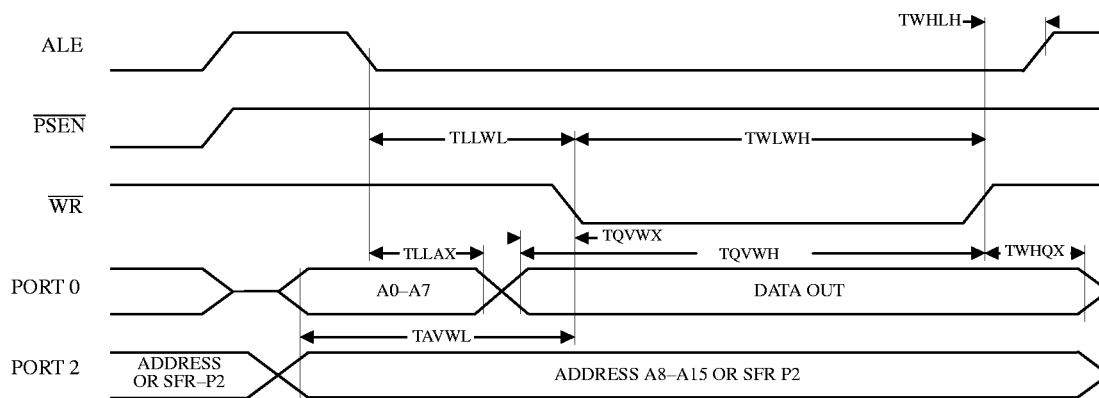 TWHLH
ALE
PSEN
TLLWL
TWLWH
WR
TQVWX
TLLAX
TQVWH
TWHQX
PORT 0
A0–A7
DATA OUT
TAVWL
PORT 2
ADDRESS
OR SFR–P2
ADDRESS A8–A15 OR SFR P2